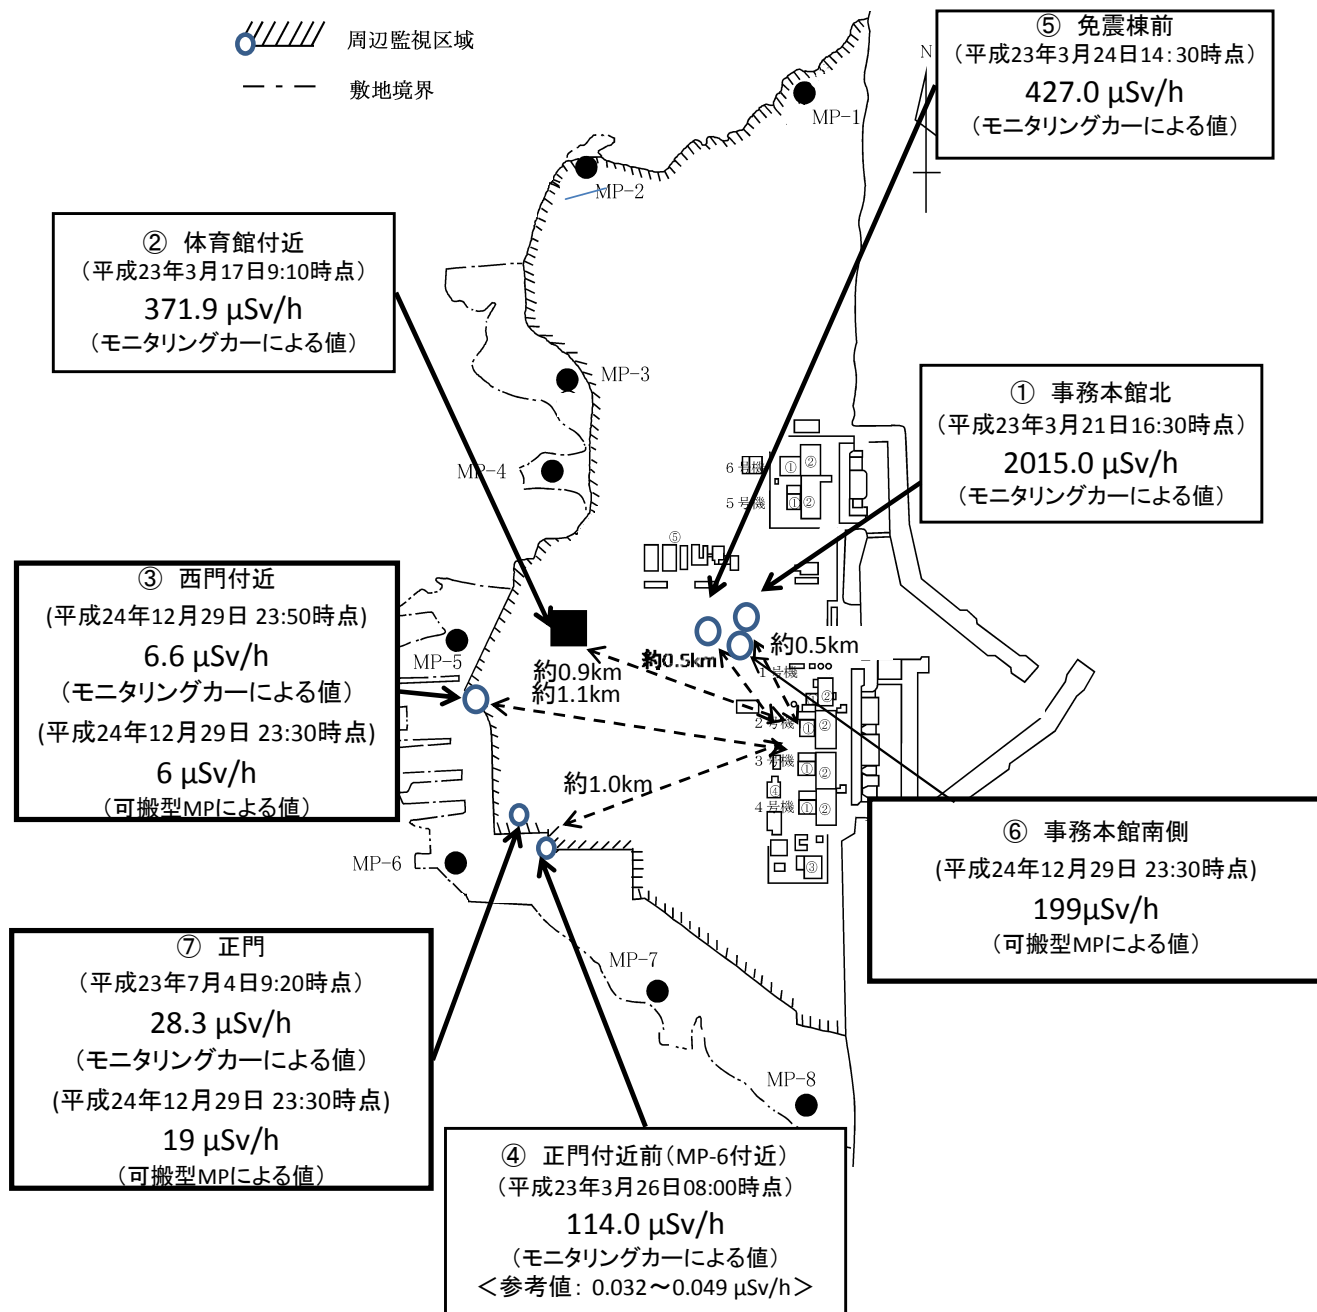 周辺監視区域
敷地境界
⑤ 免震棟前
（平成23年3月24日14:30時点）
427.0 μSv/h
（モニタリングカーによる値）
N
MP-1
MP-2
② 体育館付近
（平成23年3月17日9:10時点）
371.9 μSv/h
（モニタリングカーによる値）
MP-3
① 事務本館北
（平成23年3月21日16:30時点）
2015.0 μSv/h
（モニタリングカーによる値）
MP-4
6号機
①
②
5号機
①
②
⑤
③ 西門付近
(平成24年12月29日 23:50時点)
6.6 μSv/h
（モニタリングカーによる値）
(平成24年12月29日 23:30時点)
6 μSv/h
（可搬型MPによる値）
MP-5
約0.5km
約0.5km
約0.9km
約1.1km
1号機
②
2号機
①
②
3号機
①
②
約1.0km
④
4号機
①
②
③
MP-6
⑥ 事務本館南側
(平成24年12月29日 23:30時点)
199μSv/h
（可搬型MPによる値）
⑦ 正門
（平成23年7月4日9:20時点）
28.3 μSv/h
（モニタリングカーによる値）
(平成24年12月29日 23:30時点)
19 μSv/h
（可搬型MPによる値）
MP-7
MP-8
④ 正門付近前（MP-6付近）
（平成23年3月26日08:00時点）
114.0 μSv/h
（モニタリングカーによる値）
＜参考値：0.032～0.049 μSv/h＞